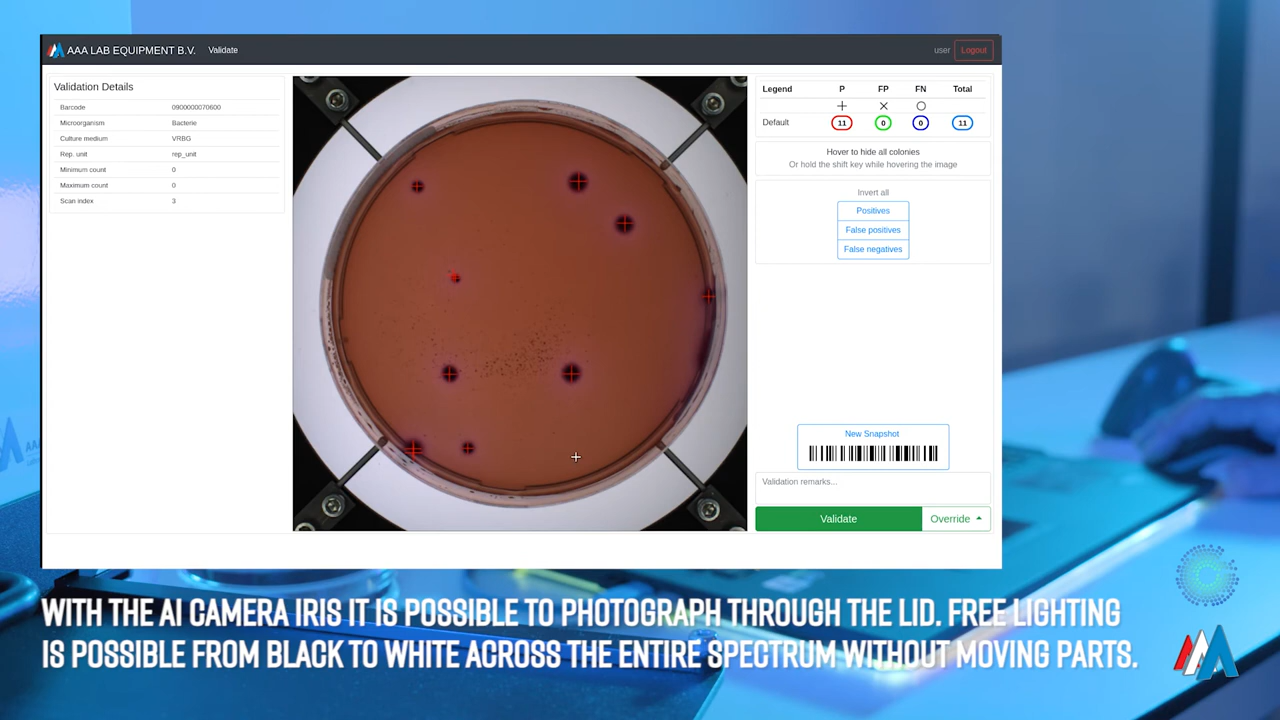 AAA LAB EQUIPMENT B.V. Validate user Logout
Validation Details
Barcode 0900000070600
Microorganism Bacterie
Culture medium VRBG
Rep. unit rep_unit
Minimum count 0
Maximum count 0
Scan index 3
Legend P FP FN Total
Default 11 0 0 11
Hover to hide all colonies
Or hold the shift key while hovering the image
Invert all
Positives
False positives
False negatives
New Snapshot
Validation remarks...
Validate Override
WITH THE AI CAMERA IRIS IT IS POSSIBLE TO PHOTOGRAPH THROUGH THE LID. FREE LIGHTING
IS POSSIBLE FROM BLACK TO WHITE ACROSS THE ENTIRE SPECTRUM WITHOUT MOVING PARTS.